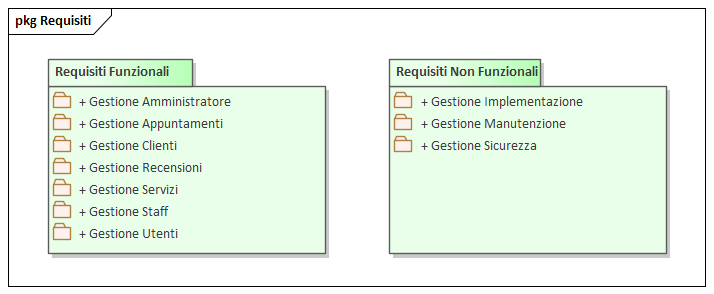 pkg Requisiti
Requisiti Funzionali
+ Gestione Amministratore
+ Gestione Appuntamenti
+ Gestione Clienti
+ Gestione Recensioni
+ Gestione Servizi
+ Gestione Staff
+ Gestione Utenti
Requisiti Non Funzionali
+ Gestione Implementazione
+ Gestione Manutenzione
+ Gestione Sicurezza